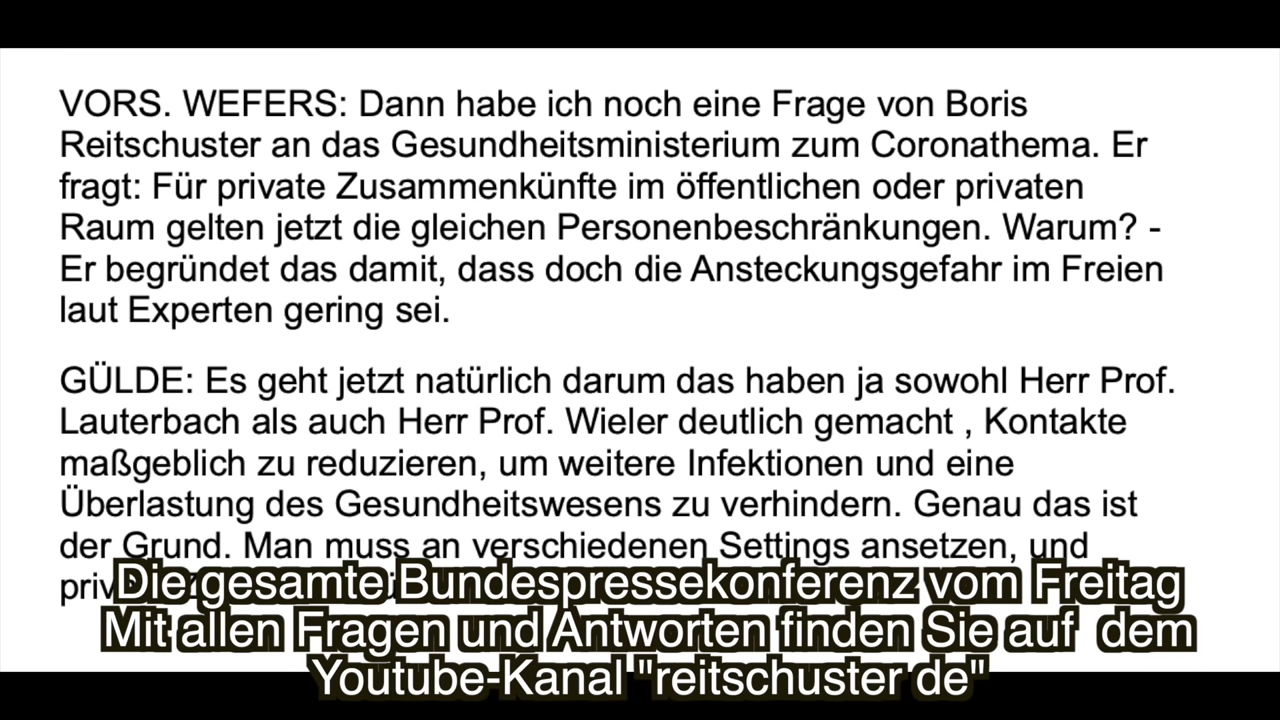 VORS. WEFERS: Dann habe ich noch eine Frage von Boris
Reitschuster an das Gesundheitsministerium zum Coronathema. Er
fragt: Für private Zusammenkünfte im öffentlichen oder privaten
Raum gelten jetzt die gleichen Personenbeschränkungen. Warum? -
Er begründet das damit, dass doch die Ansteckungsgefahr im Freien
laut Experten gering sei.
GÜLDE: Es geht jetzt natürlich darum das haben ja sowohl Herr Prof.
Lauterbach als auch Herr Prof. Wieler deutlich gemacht , Kontakte
maßgeblich zu reduzieren, um weitere Infektionen und eine
Überlastung des Gesundheitswesens zu verhindern. Genau das ist
der Grund. Man muss an verschiedenen Settings ansetzen, und
Die gesamte Bundespressekonferenz vom Freitag
Mit allen Fragen und Antworten finden Sie auf dem
Youtube-Kanal "reitschuster de"